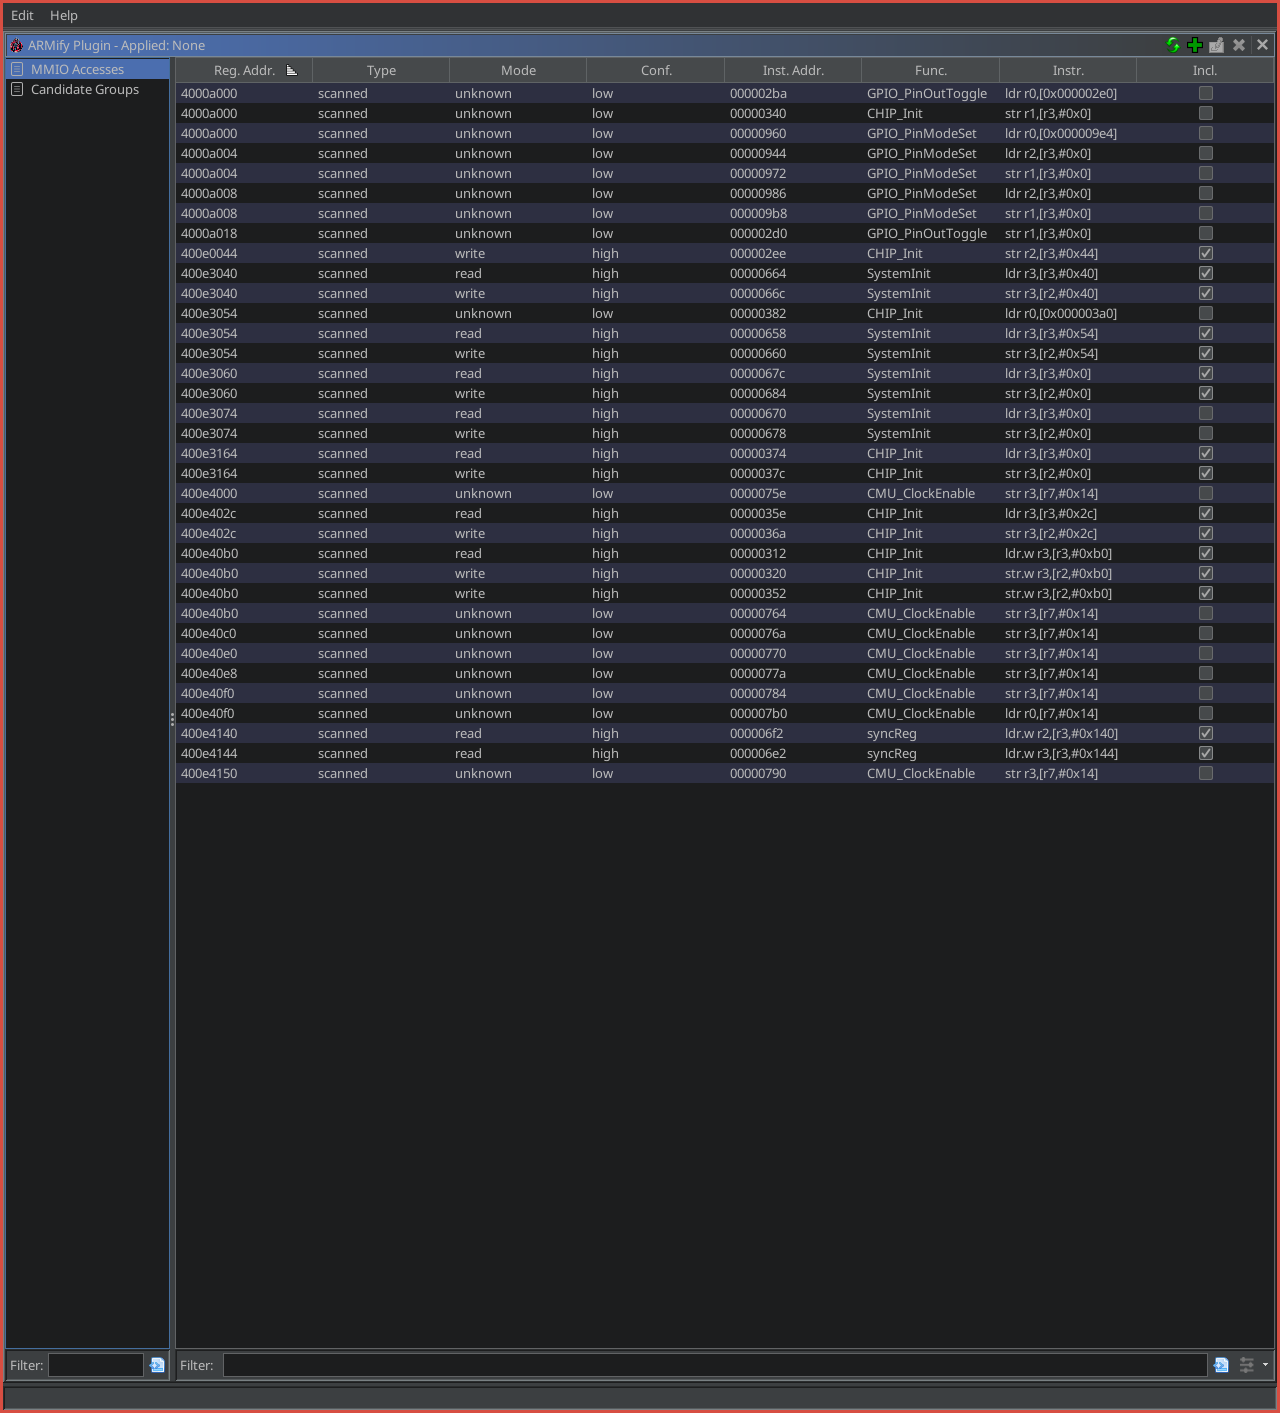 Edit Help
ARMify Plugin - Applied: None
MMIO Accesses
Candidate Groups
Reg. Addr. Type Mode Conf. Inst. Addr. Func. Instr. Incl.
4000a000 scanned unknown low 000002ba GPIO_PinOutToggle ldr r0,[0x000002e0]
4000a000 scanned unknown low 00000340 CHIP_Init str r1,[r3,#0x0]
4000a000 scanned unknown low 00000960 GPIO_PinModeSet ldr r0,[0x000009e4]
4000a004 scanned unknown low 00000944 GPIO_PinModeSet ldr r2,[r3,#0x0]
4000a004 scanned unknown low 00000972 GPIO_PinModeSet str r1,[r3,#0x0]
4000a008 scanned unknown low 00000986 GPIO_PinModeSet ldr r2,[r3,#0x0]
4000a008 scanned unknown low 000009b8 GPIO_PinModeSet str r1,[r3,#0x0]
4000a018 scanned unknown low 000002d0 GPIO_PinOutToggle str r1,[r3,#0x0]
400e0044 scanned write high 000002ee CHIP_Init str r2,[r3,#0x44]
400e3040 scanned read high 00000664 SystemInit ldr r3,[r3,#0x40]
400e3040 scanned write high 0000066c SystemInit str r3,[r2,#0x40]
400e3054 scanned unknown low 00000382 CHIP_Init ldr r0,[0x000003a0]
400e3054 scanned read high 00000658 SystemInit ldr r3,[r3,#0x54]
400e3054 scanned write high 00000660 SystemInit str r3,[r2,#0x54]
400e3060 scanned read high 0000067c SystemInit ldr r3,[r3,#0x0]
400e3060 scanned write high 00000684 SystemInit str r3,[r2,#0x0]
400e3074 scanned read high 00000670 SystemInit ldr r3,[r3,#0x0]
400e3074 scanned write high 00000678 SystemInit str r3,[r2,#0x0]
400e3164 scanned read high 00000374 CHIP_Init ldr r3,[r3,#0x0]
400e3164 scanned write high 0000037c CHIP_Init str r3,[r2,#0x0]
400e4000 scanned unknown low 0000075e CMU_ClockEnable str r3,[r7,#0x14]
400e402c scanned read high 0000035e CHIP_Init ldr r3,[r3,#0x2c]
400e402c scanned write high 0000036a CHIP_Init str r3,[r2,#0x2c]
400e40b0 scanned read high 00000312 CHIP_Init ldr.w r3,[r3,#0xb0]
400e40b0 scanned write high 00000320 CHIP_Init str.w r3,[r2,#0xb0]
400e40b0 scanned write high 00000352 CHIP_Init str.w r3,[r2,#0xb0]
400e40b0 scanned unknown low 00000764 CMU_ClockEnable str r3,[r7,#0x14]
400e40c0 scanned unknown low 0000076a CMU_ClockEnable str r3,[r7,#0x14]
400e40e0 scanned unknown low 00000770 CMU_ClockEnable str r3,[r7,#0x14]
400e40e8 scanned unknown low 0000077a CMU_ClockEnable str r3,[r7,#0x14]
400e40f0 scanned unknown low 00000784 CMU_ClockEnable str r3,[r7,#0x14]
400e40f0 scanned unknown low 000007b0 CMU_ClockEnable ldr r0,[r7,#0x14]
400e4140 scanned read high 000006f2 syncReg ldr.w r2,[r3,#0x140]
400e4144 scanned read high 000006e2 syncReg ldr.w r3,[r3,#0x144]
400e4150 scanned unknown low 00000790 CMU_ClockEnable str r3,[r7,#0x14]
Filter: Filter: